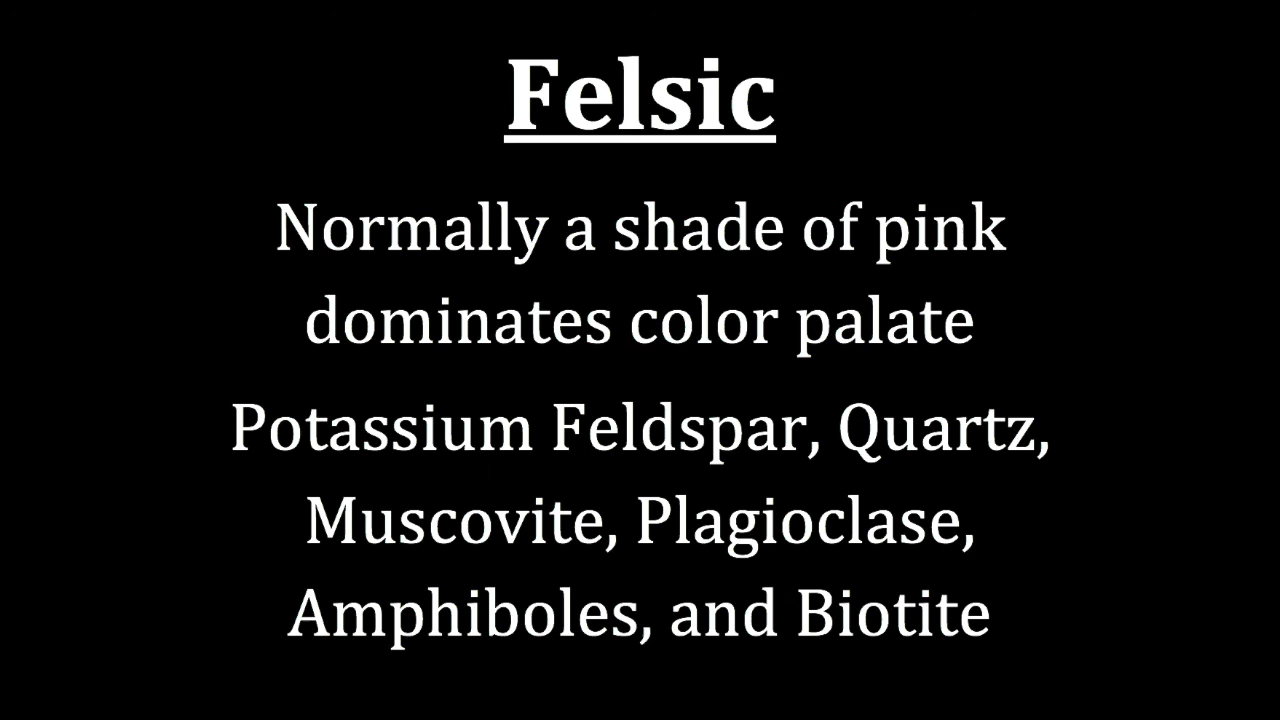 Felsic
Normally a shade of pink
dominates color palate
Potassium Feldspar, Quartz,
Muscovite, Plagioclase,
Amphiboles, and Biotite